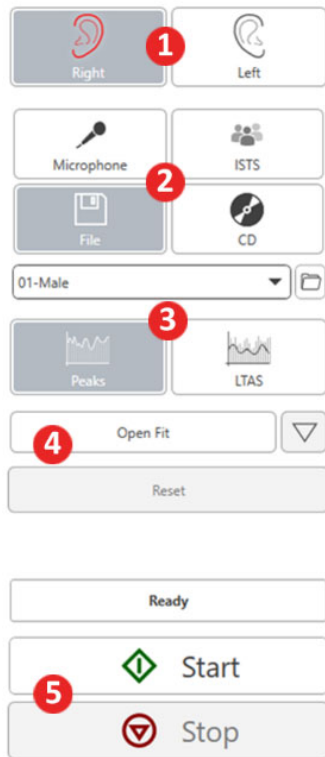 1
Right Left
Microphone ISTS
2
File CD
01-Male
3
Peaks LTAS
4 Open Fit
Reset
Ready
Start
5
Stop